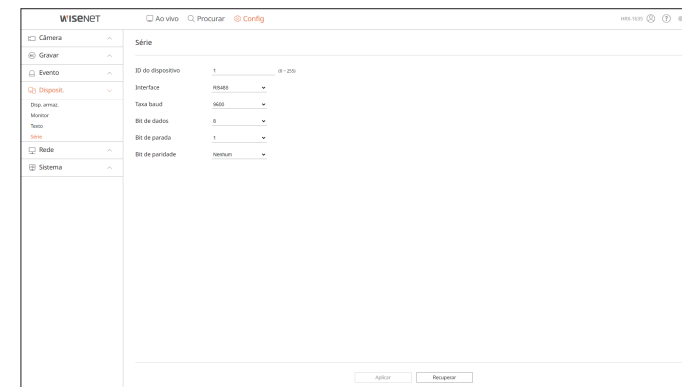 WISENET
Ao vivo Procurar Config
HRX-1635
Câmera
Gravar
Evento
Disposit.
Disp. armaz.
Monitor
Texto
Série
Rede
Sistema
Série
ID do dispositivo 1 (0 ~ 255)
Interface RS485
Taxa baud 9600
Bit de dados 8
Bit de parada 1
Bit de paridade Nenhum
Aplicar Recuperar